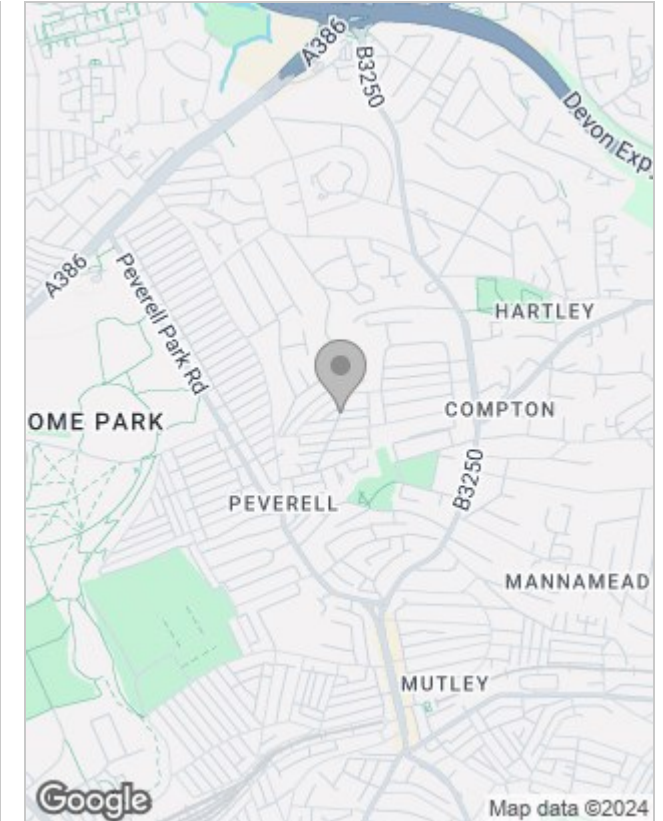 A386
B3250
Devon Exp
A386
Peverell Park Rd
HARTLEY
OME PARK
COMPTON
B3250
PEVERELL
MANNAMEAD
MUTLEY
Google
Map data ©2024